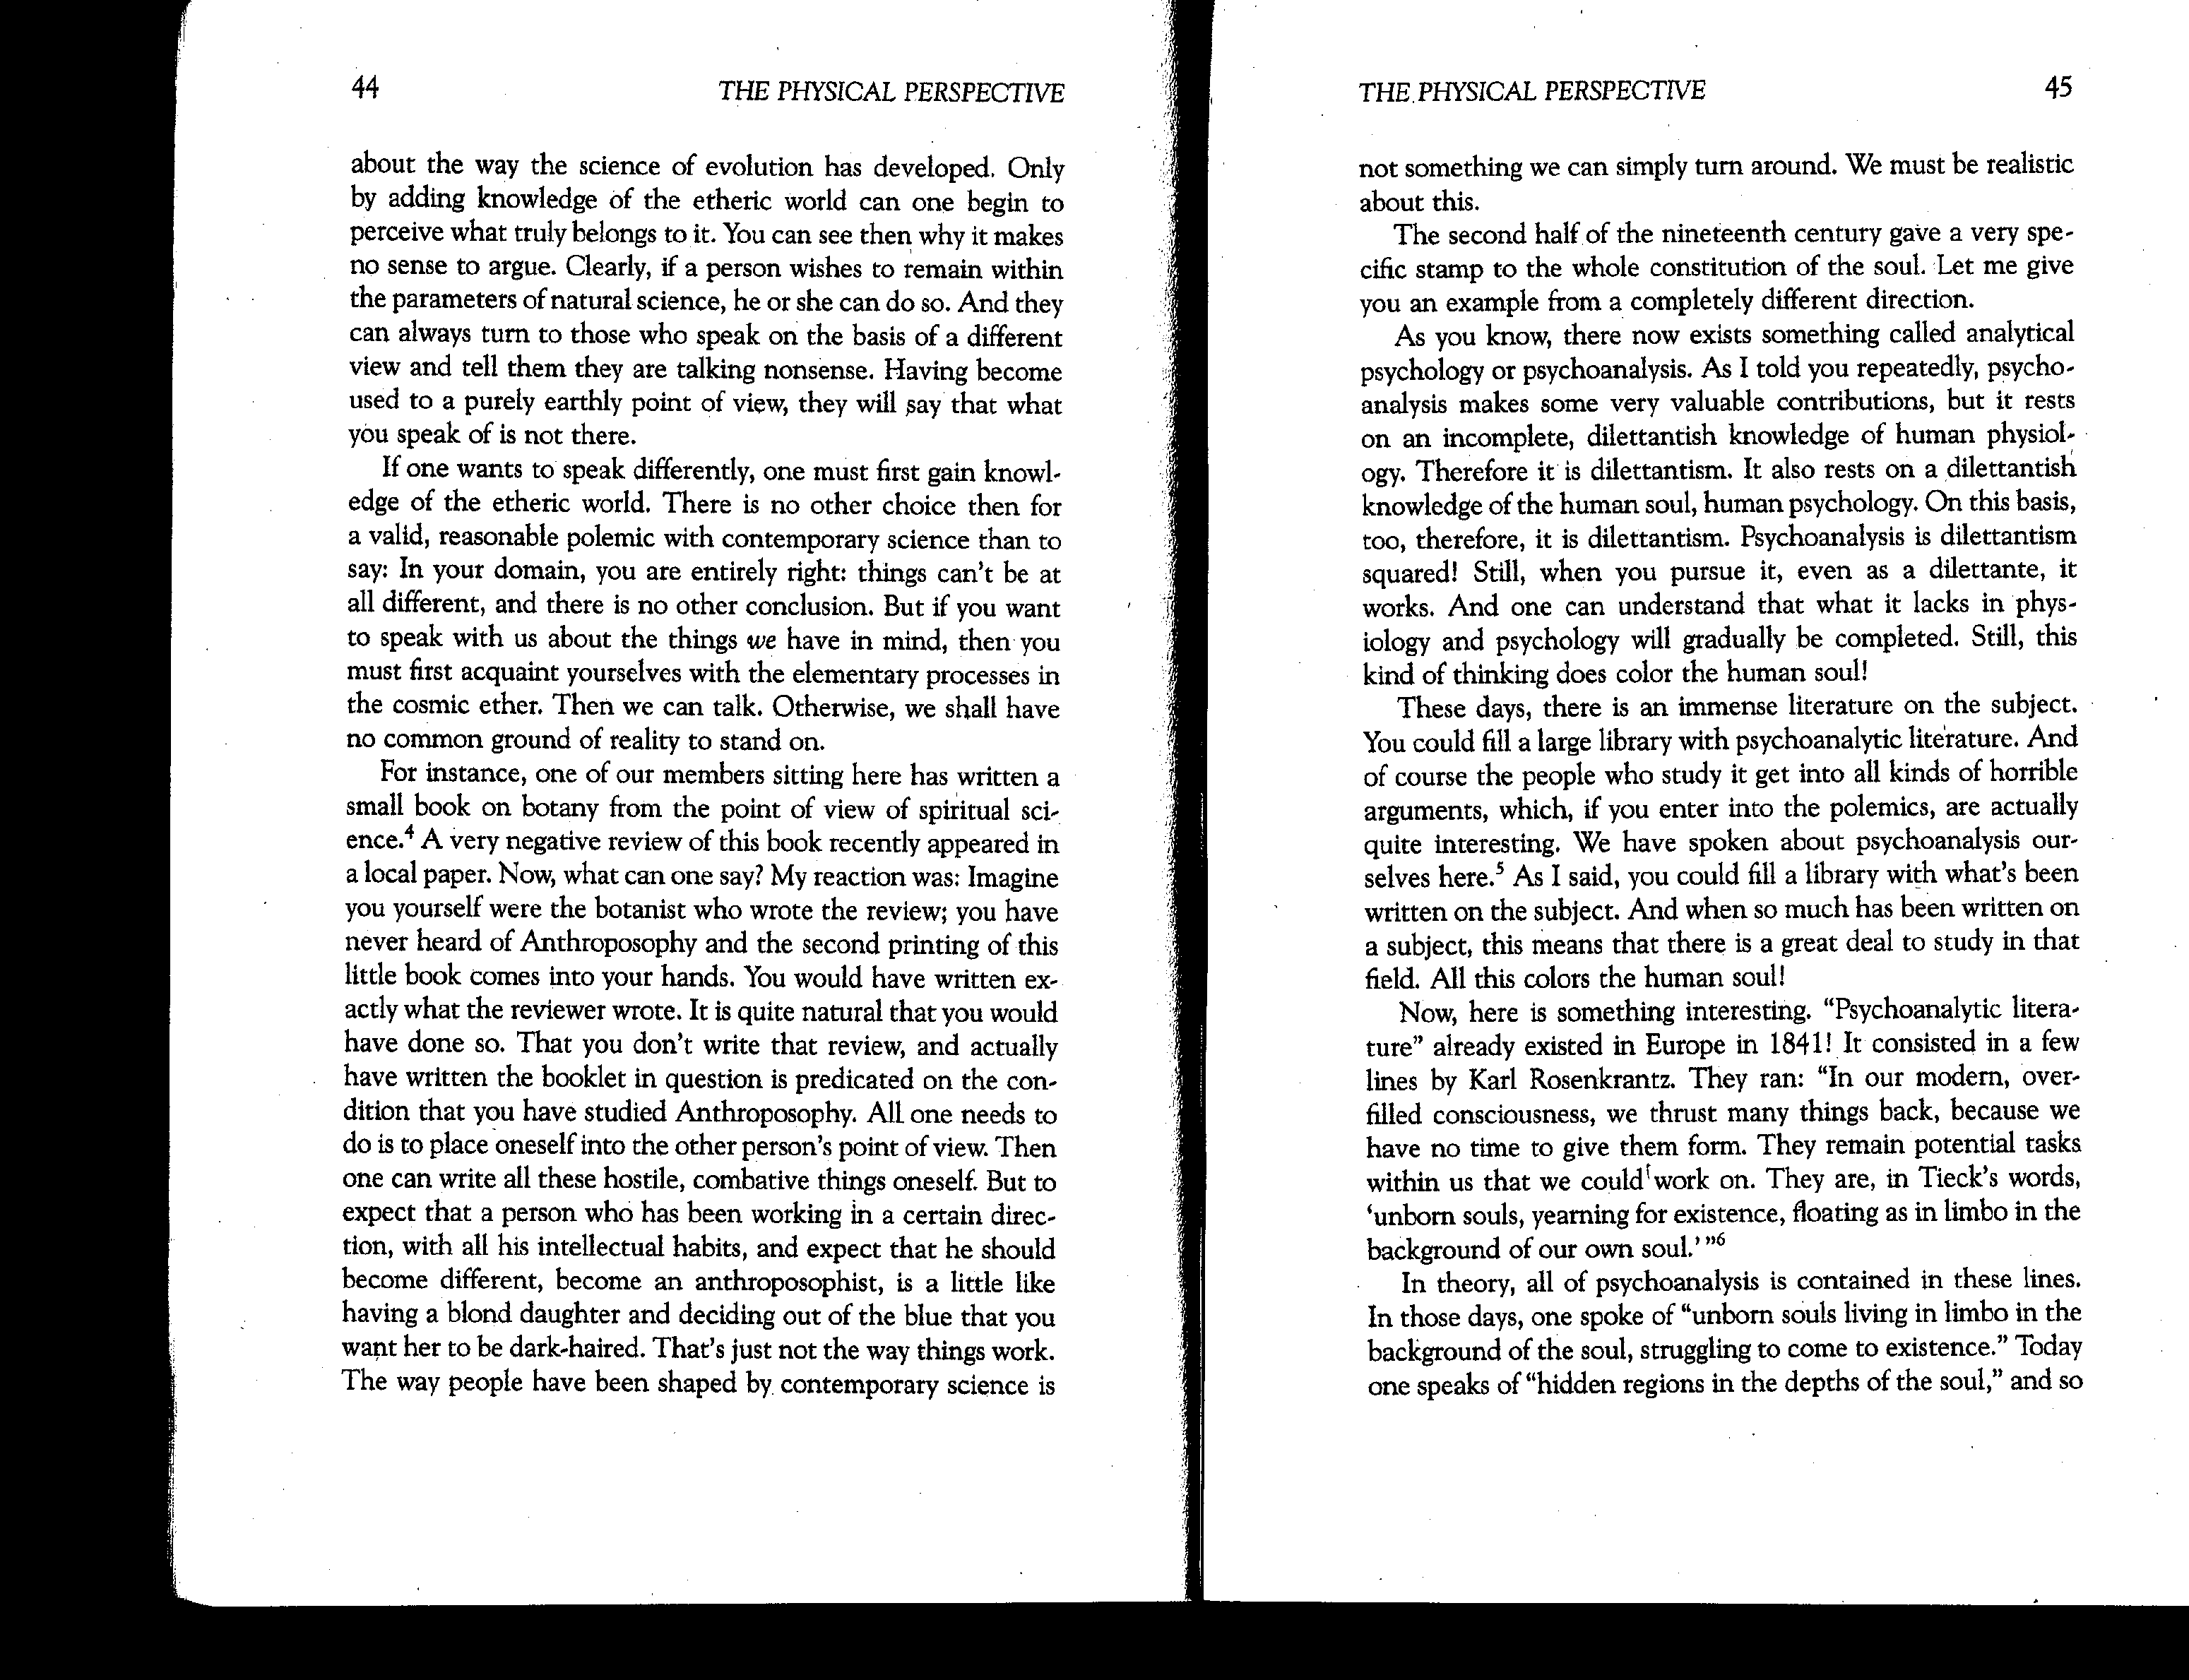 44 THE PHYSICAL PERSPECTIVE
about the way the science of evolution has developed. Only
by adding knowledge of the etheric world can one begin to
perceive what truly belongs to it. You can see then why it makes
no sense to argue. Clearly, if a person wishes to remain within
the parameters of natural science, he or she can do so. And they
can always turn to those who speak on the basis of a different
view and tell them they are talking nonsense. Having become
used to a purely earthly point of view, they will say that what
you speak of is not there.
If one wants to speak differently, one must first gain knowl-
edge of the etheric world. There is no other choice then for
a valid, reasonable polemic with contemporary science than to
say: In your domain, you are entirely right: things can't be at
all different, and there is no other conclusion. But if you want
to speak with us about the things we have in mind, then you
must first acquaint yourselves with the elementary processes in
the cosmic ether. Then we can talk. Otherwise, we shall have
no common ground of reality to stand on.
For instance, one of our members sitting here has written a
small book on botany from the point of view of spiritual sci-
ence.4 A very negative review of this book recently appeared in
a local paper. Now, what can one say? My reaction was: Imagine
you yourself were the botanist who wrote the review; you have
never heard of Anthroposophy and the second printing of this
little book comes into your hands. You would have written ex-
actly what the reviewer wrote. It is quite natural that you would
have done so. That you don't write that review, and actually
have written the booklet in question is predicated on the con-
dition that you have studied Anthroposophy. All one needs to
do is to place oneself into the other person's point of view. Then
one can write all these hostile, combative things oneself. But to
expect that a person who has been working in a certain direc-
tion, with all his intellectual habits, and expect that he should
become different, become an anthroposophist, is a little like
having a blond daughter and deciding out of the blue that you
want her to be dark-haired. That's just not the way things work.
The way people have been shaped by contemporary science is
THE PHYSICAL PERSPECTIVE 45
not something we can simply turn around. We must be realistic
about this.
The second half of the nineteenth century gave a very spe-
cific stamp to the whole constitution of the soul. Let me give
you an example from a completely different direction.
As you know, there now exists something called analytical
psychology or psychoanalysis. As I told you repeatedly, psycho-
analysis makes some very valuable contributions, but it rests
on an incomplete, dilettantish knowledge of human physiol-
ogy. Therefore it is dilettantism. It also rests on a dilettantish
knowledge of the human soul, human psychology. On this basis,
too, therefore, it is dilettantism. Psychoanalysis is dilettantism
squared! Still, when you pursue it, even as a dilettante, it
works. And one can understand that what it lacks in phys-
iology and psychology will gradually be completed. Still, this
kind of thinking does color the human soul!
These days, there is an immense literature on the subject.
You could fill a large library with psychoanalytic literature. And
of course the people who study it get into all kinds of horrible
arguments, which, if you enter into the polemics, are actually
quite interesting. We have spoken about psychoanalysis our-
selves here.5 As I said, you could fill a library with what's been
written on the subject. And when so much has been written on
a subject, this means that there is a great deal to study in that
field. All this colors the human soul!
Now, here is something interesting. "Psychoanalytic litera-
ture" already existed in Europe in 1841! It consisted in a few
lines by Karl Rosenkrantz. They ran: "In our modern, over-
filled consciousness, we thrust many things back, because we
have no time to give them form. They remain potential tasks
within us that we could work on. They are, in Tieck's words,
'unborn souls, yearning for existence, floating as in limbo in the
background of our own soul.' "6
In theory, all of psychoanalysis is contained in these lines.
In those days, one spoke of "unborn souls living in limbo in the
background of the soul, struggling to come to existence." Today
one speaks of "hidden regions in the depths of the soul," and so